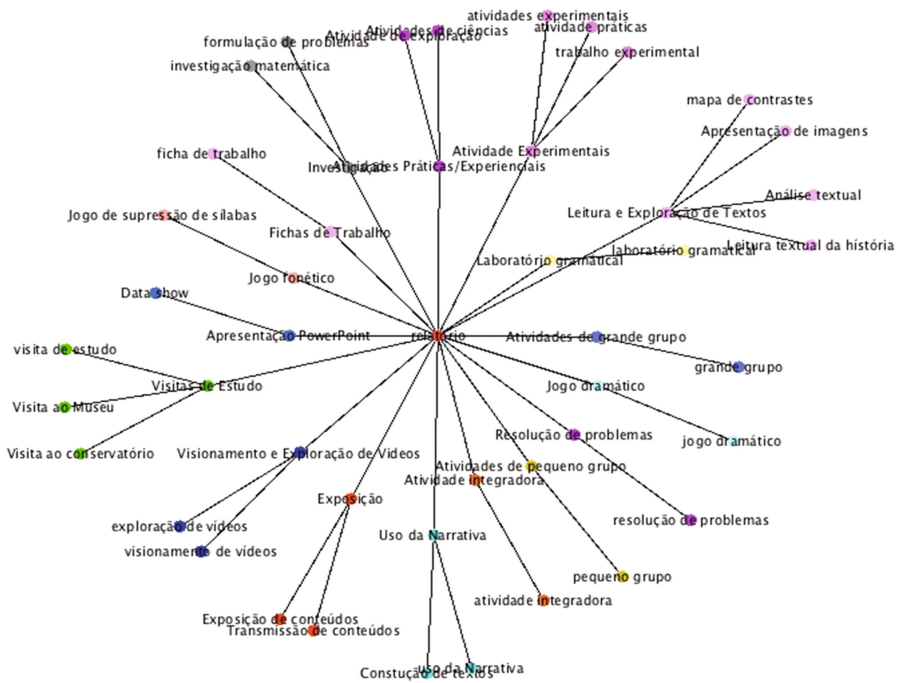 atividades experimentais
atividade práticas
Atividades de ciências
Atividade de exploração
formulação de problemas
trabalho experimental
investigação matemática
mapa de contrastes
Apresentação de imagens
ficha de trabalho
Atividade Experimentais
Investigação
Atividades Práticas/Experienciais
Análise textual
Jogo de supressão de sílabas
Leitura e Exploração de Textos
Fichas de Trabalho
Leitura textual da história
laboratório gramatical
Laboratório gramatical
Jogo fonético
Data show
Apresentação PowerPoint
relatório
Atividades de grande grupo
visita de estudo
grande grupo
Visitas de Estudo
Jogo dramático
Visita ao Museu
Resolução de problemas
jogo dramático
Visita ao conservatório
Visionamento e Exploração de Videos
Atividades de pequeno grupo
Atividade integradora
Exposição
resolução de problemas
exploração de vídeos
Uso da Narrativa
visionamento de vídeos
pequeno grupo
atividade integradora
Exposição de conteúdos
Transmissão de conteúdos
uso da Narrativa
Constução de textos